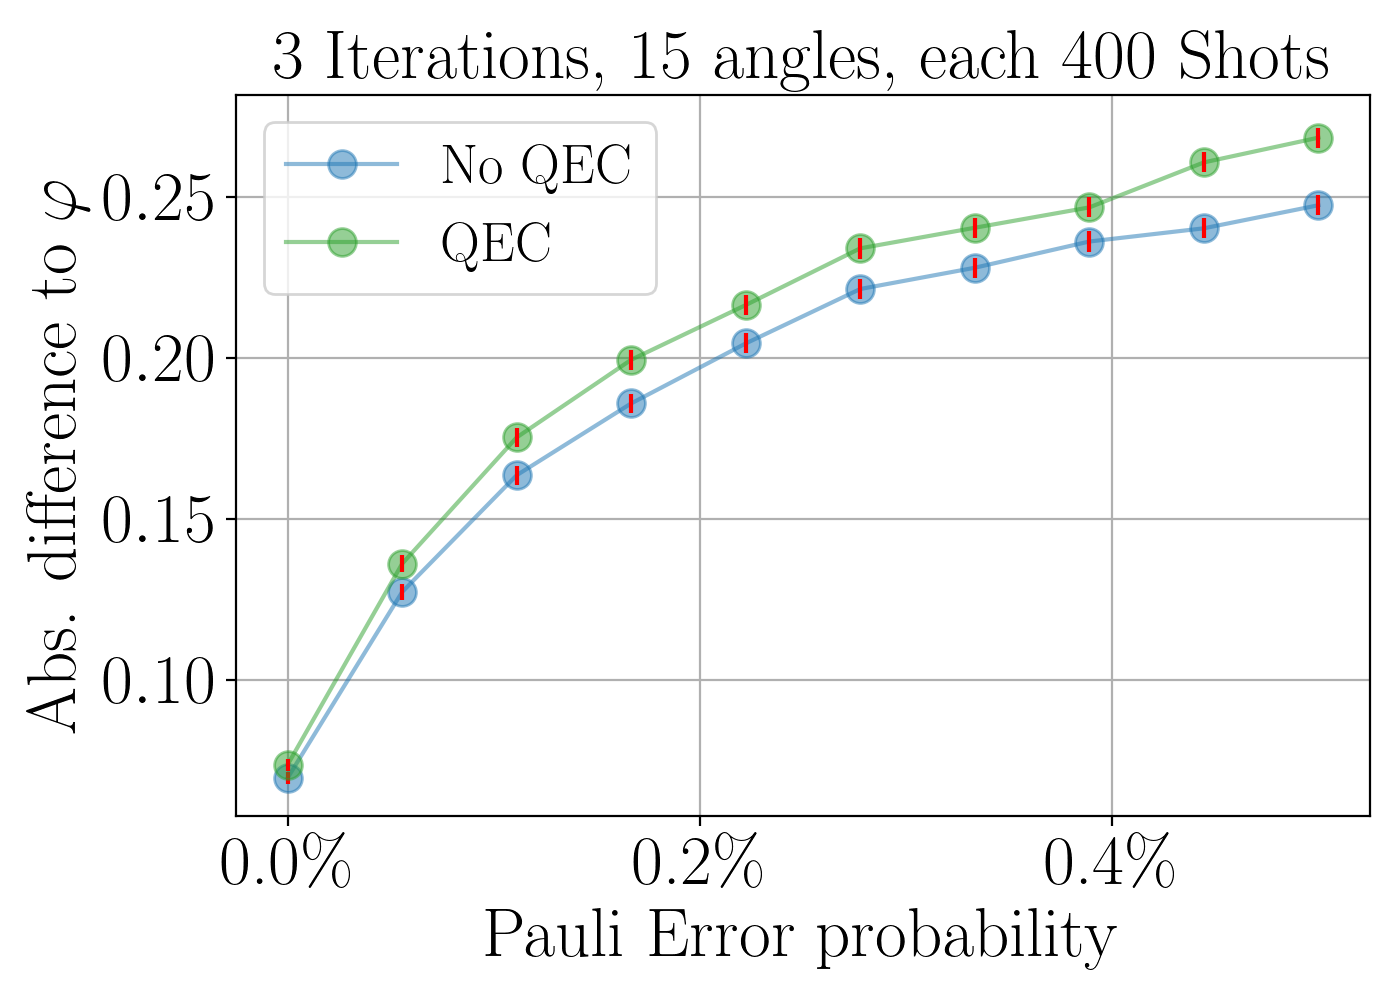 3 Iterations, 15 angles, each 400 Shots
No QEC
QEC
Abs. difference to φ
0.25
0.20
0.15
0.10
0.0%
0.2%
0.4%
Pauli Error probability